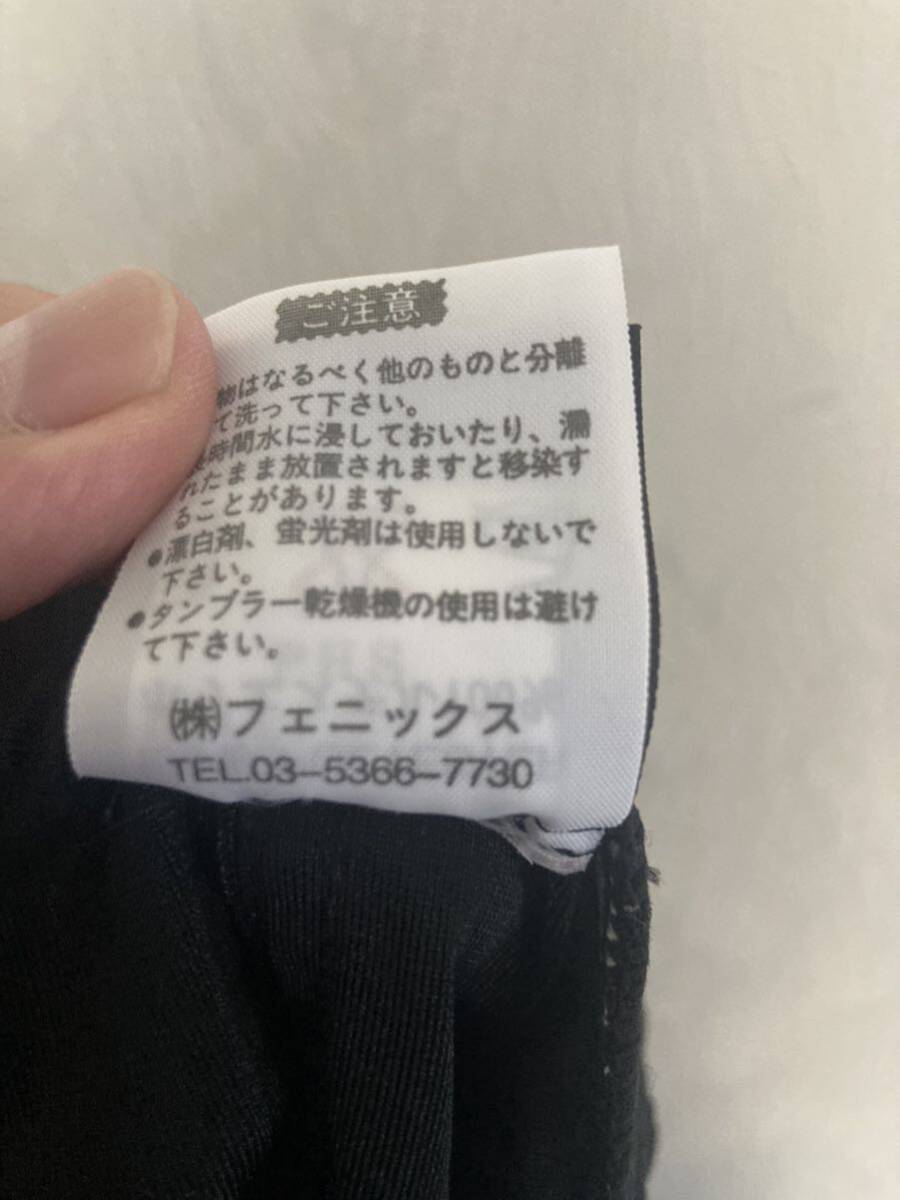 ご注意
物はなるべく他のものと分離
て洗って下さい。
時間水に浸しておいたり、濡
れたまま放置されますと移染す
ることがあります。
●漂白剤、蛍光剤は使用しないで
下さい。
●タンブラー乾燥機の使用は避け
て下さい。
㈱フェニックス
TEL.03-5366-7730